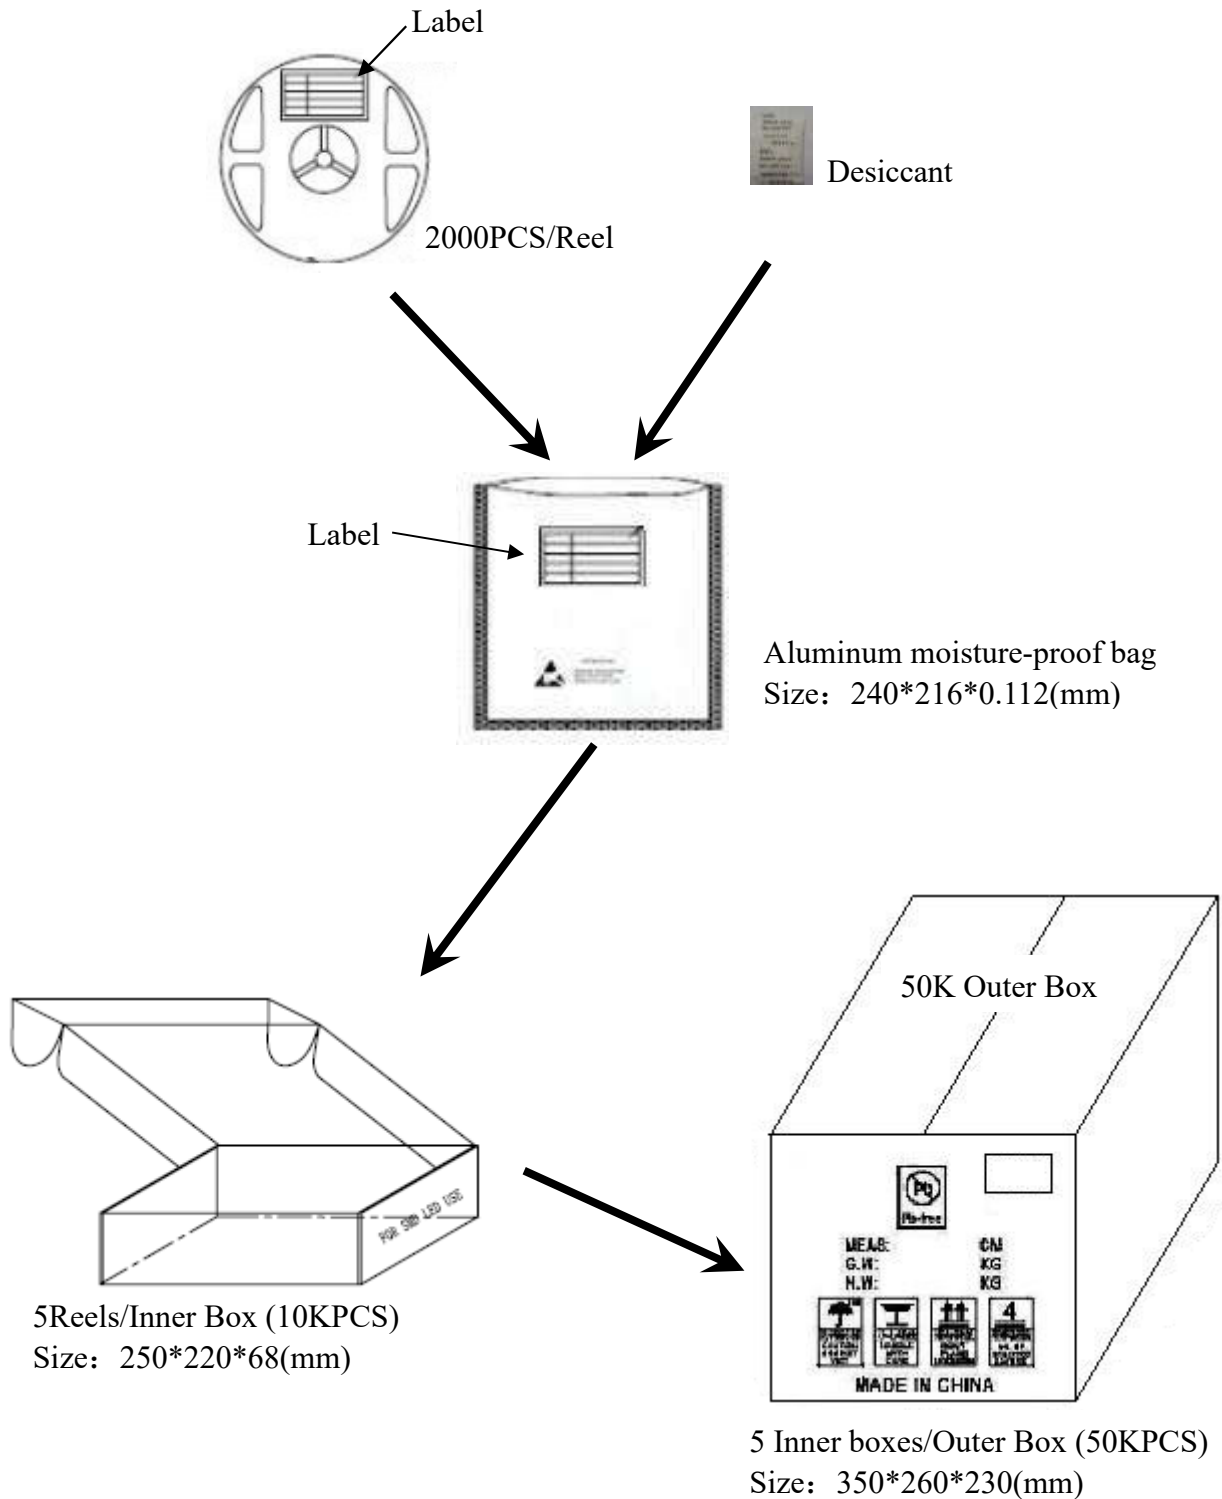 Label
Desiccant
2000PCS/Reel
Label
Aluminum moisture-proof bag
Size：240*216*0.112(mm)
50K Outer Box
FOR SMD LED USE
Pb
Pb-free
MEAS: CM
G.W: KG
N.W: KG
4
MADE IN CHINA
5Reels/Inner Box (10KPCS)
Size：250*220*68(mm)
5 Inner boxes/Outer Box (50KPCS)
Size：350*260*230(mm)